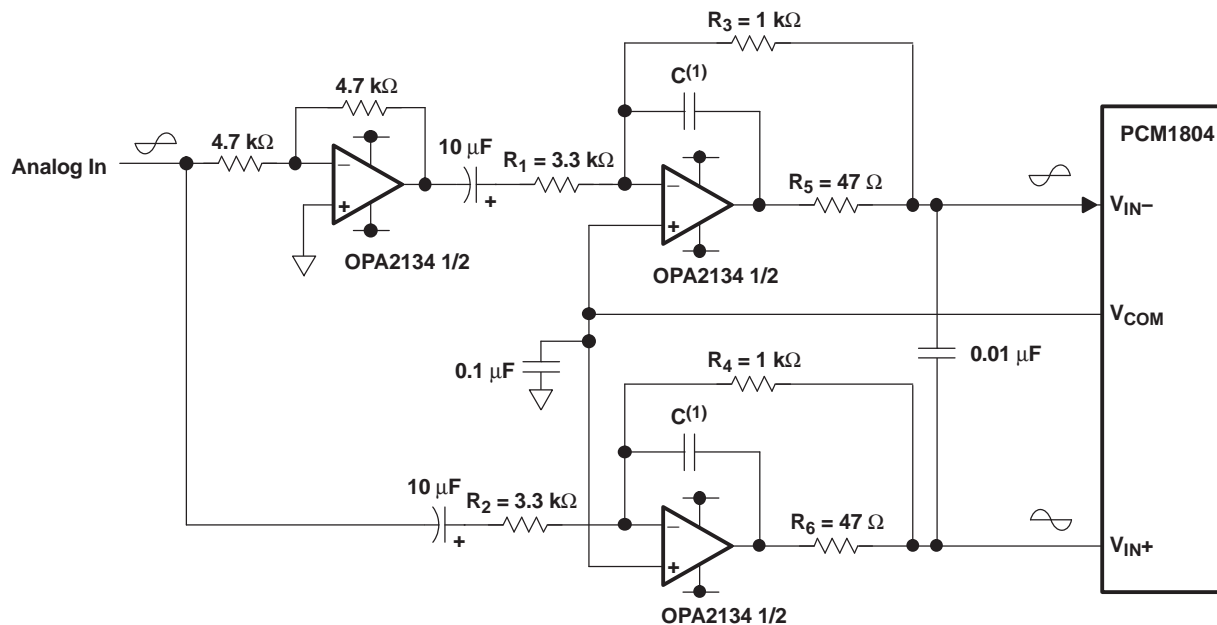 R3 = 1 kΩ
C(1)
4.7 kΩ
4.7 kΩ
10 μF
R1 = 3.3 kΩ
PCM1804
Analog In
−
+
+
−
+
R5 = 47 Ω
VIN−
OPA2134 1/2
OPA2134 1/2
VCOM
0.1 μF
R4 = 1 kΩ
0.01 μF
C(1)
10 μF
R2 = 3.3 kΩ
+
−
+
R6 = 47 Ω
VIN+
OPA2134 1/2